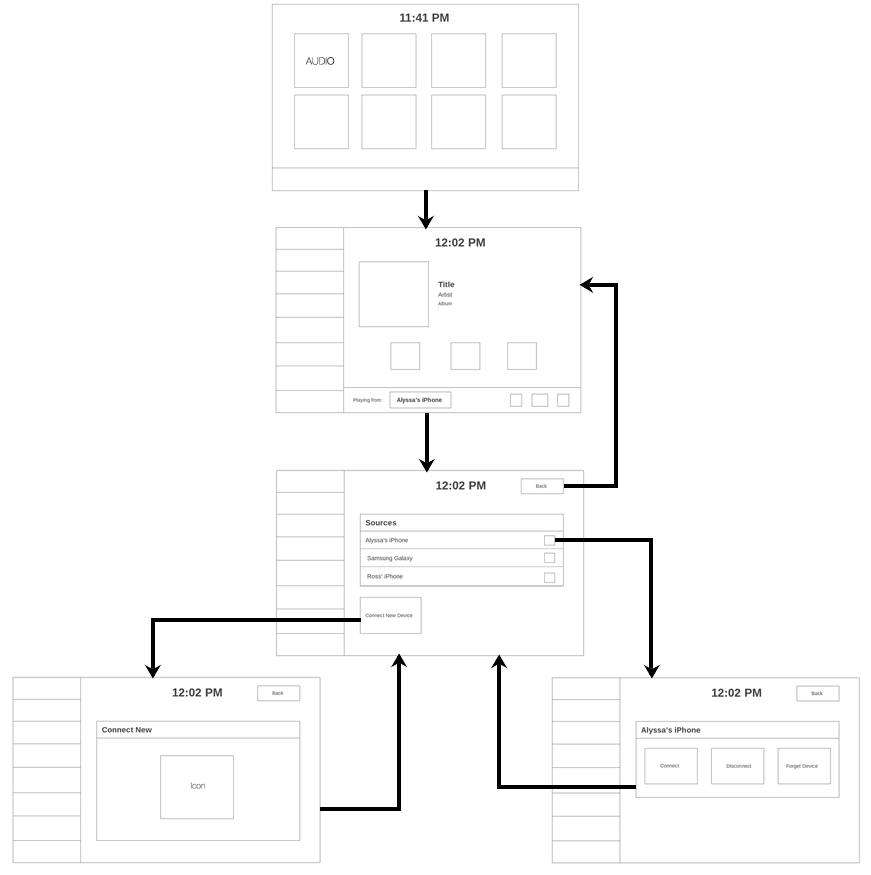 11:41 PM
AUDIO
12:02 PM
Title
Artist
Album
Playing from:
Alyssa's iPhone
12:02 PM
Back
Sources
Alyssa's iPhone
Samsung Galaxy
Ross' iPhone
Connect New Device
12:02 PM
Back
Connect New
Icon
12:02 PM
Back
Alyssa's iPhone
Connect
Disconnect
Forget Device